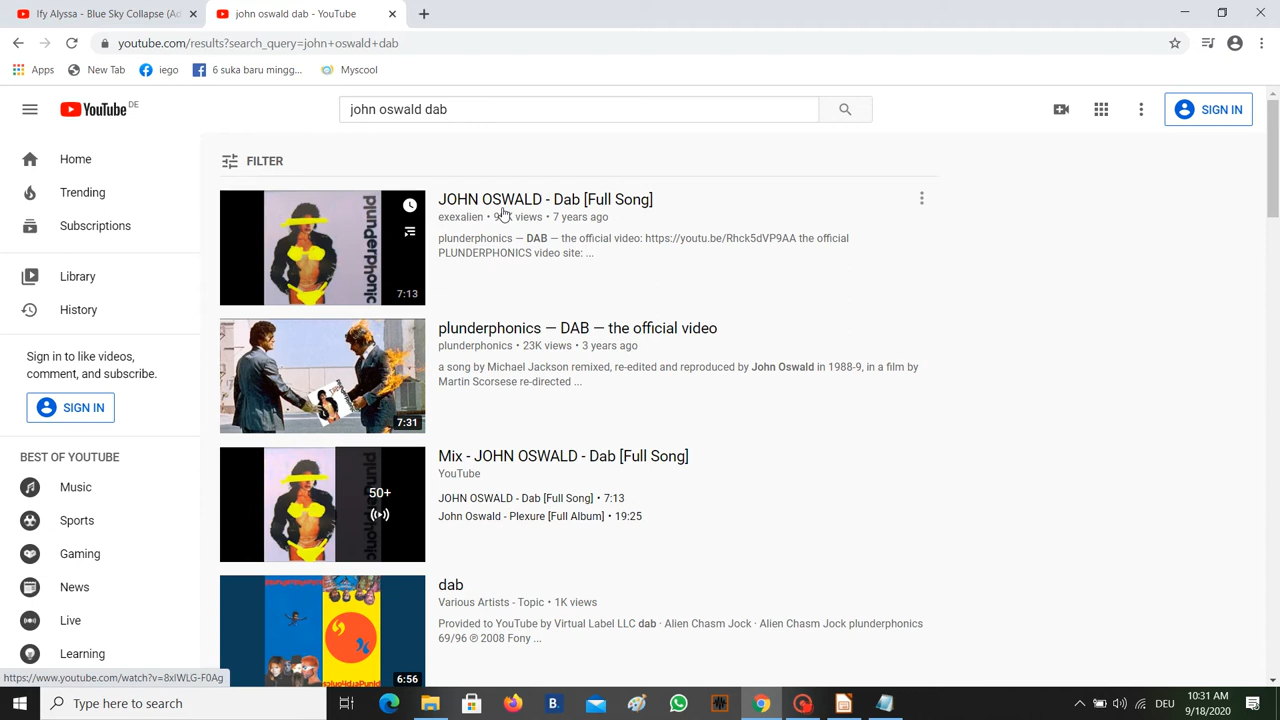 Ify Alyssa - Blue Sky Collapse (Ad
john oswald dab - YouTube
youtube.com/results?search_query=john+oswald+dab
Apps
New Tab
iego
6 suka baru mingg...
Myscool
YouTube DE
john oswald dab
SIGN IN
Home
Trending
Subscriptions
Library
History
Sign in to like videos,
comment, and subscribe.
SIGN IN
BEST OF YOUTUBE
Music
Sports
Gaming
News
Live
Learning
FILTER
plunderphonic
7:13
JOHN OSWALD - Dab [Full Song]
exexalien • views • 7 years ago
plunderphonics — DAB — the official video: https://youtu.be/Rhck5dVP9AA the official
PLUNDERPHONICS video site: ...
7:31
plunderphonics — DAB — the official video
plunderphonics • 23K views • 3 years ago
a song by Michael Jackson remixed, re-edited and reproduced by John Oswald in 1988-9, in a film by
Martin Scorsese re-directed ...
50+
Mix - JOHN OSWALD - Dab [Full Song]
YouTube
JOHN OSWALD - Dab [Full Song] • 7:13
John Oswald - Plexure [Full Album] • 19:25
6:56
dab
Various Artists - Topic • 1K views
Provided to YouTube by Virtual Label LLC dab · Alien Chasm Jock · Alien Chasm Jock plunderphonics
69/96 ℗ 2008 Fony ...
https://www.youtube.com/watch?v=8xlWLG-F0Ag
Type here to search
DEU
10:31 AM
9/18/2020